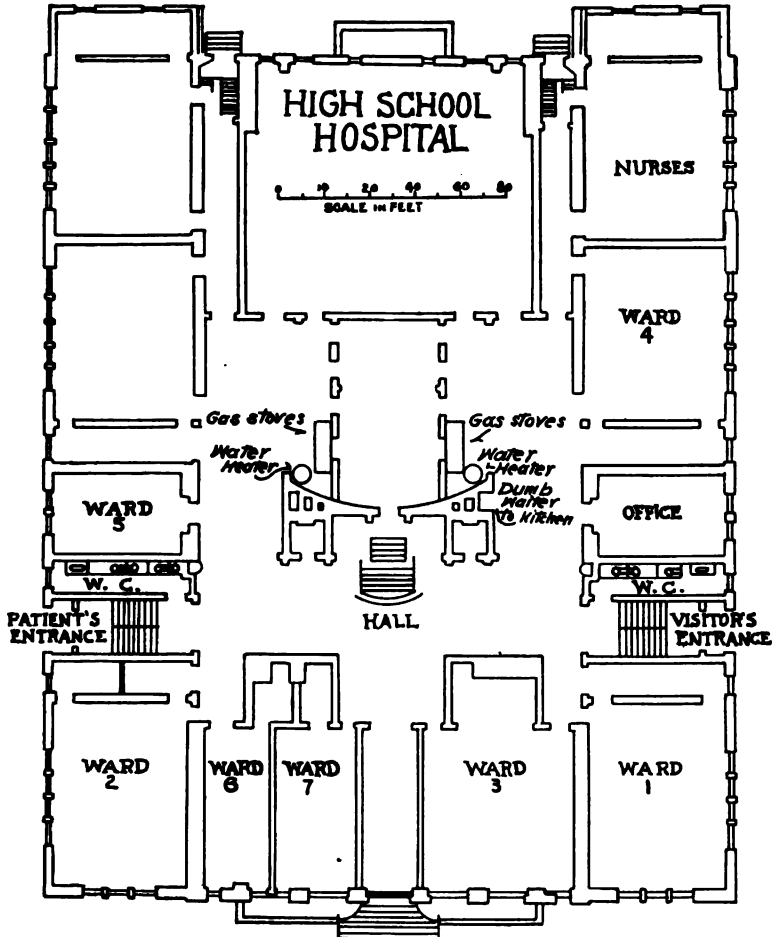 HIGH SCHOOL
HOSPITAL
0 10 20 40 60 80
SCALE IN FEET
NURSES
WARD
4
Gas stoves
Gas stoves
Water
Heater
Water
Heater
Dumb
Waiter
To Kitchen
WARD
5
OFFICE
W. C.
W. C.
PATIENT'S
ENTRANCE
VISITOR'S
ENTRANCE
HALL
WARD
2
WARD
6
WARD
7
WARD
3
WARD
1